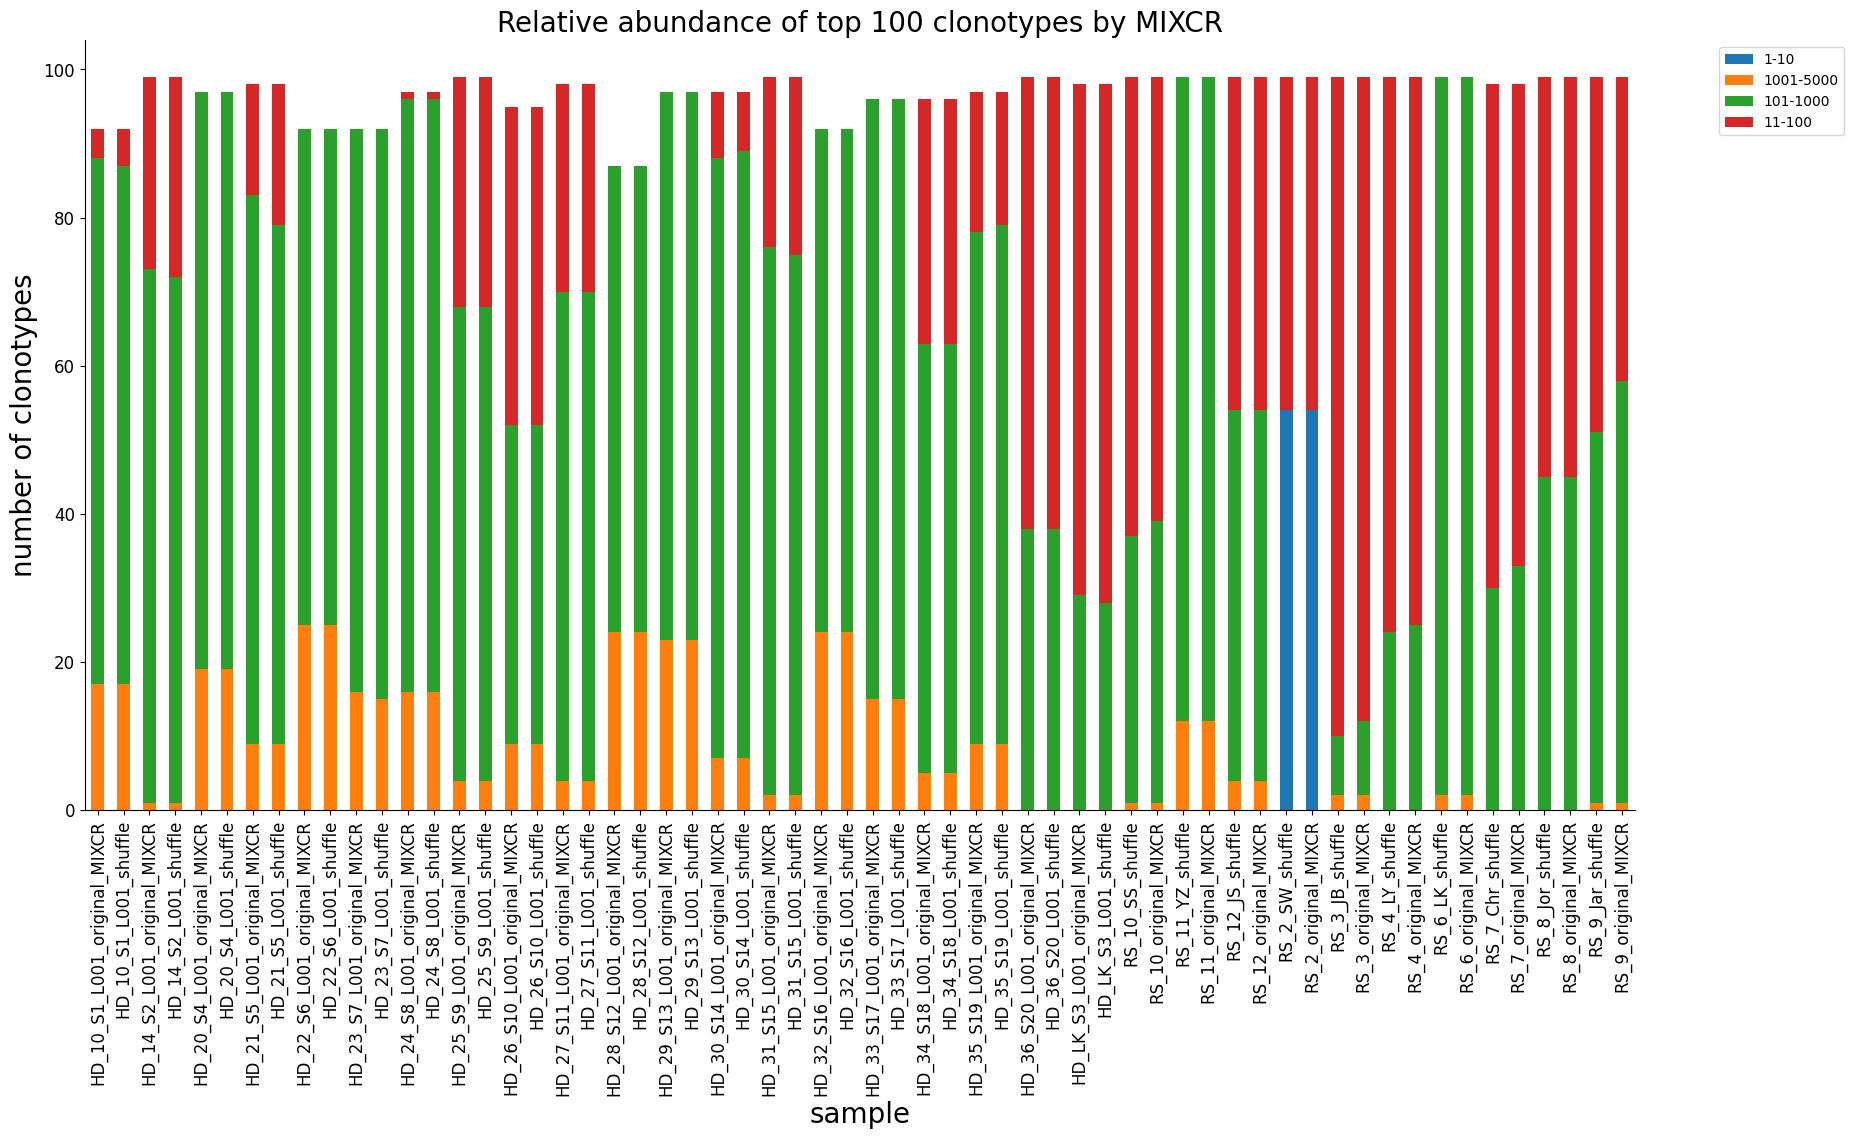 Relative abundance of top 100 clonotypes by MIXCR
1-10
1001-5000
101-1000
11-100
number of clonotypes
100
80
60
40
20
0
HD_10_S1_L001_original_MIXCR
HD_10_S1_L001_shuffle
HD_14_S2_L001_original_MIXCR
HD_14_S2_L001_shuffle
HD_20_S4_L001_original_MIXCR
HD_20_S4_L001_shuffle
HD_21_S5_L001_original_MIXCR
HD_21_S5_L001_shuffle
HD_22_S6_L001_original_MIXCR
HD_22_S6_L001_shuffle
HD_23_S7_L001_original_MIXCR
HD_23_S7_L001_shuffle
HD_24_S8_L001_original_MIXCR
HD_24_S8_L001_shuffle
HD_25_S9_L001_original_MIXCR
HD_25_S9_L001_shuffle
HD_26_S10_L001_original_MIXCR
HD_26_S10_L001_shuffle
HD_27_S11_L001_original_MIXCR
HD_27_S11_L001_shuffle
HD_28_S12_L001_original_MIXCR
HD_28_S12_L001_shuffle
HD_29_S13_L001_original_MIXCR
HD_29_S13_L001_shuffle
HD_30_S14_L001_original_MIXCR
HD_30_S14_L001_shuffle
HD_31_S15_L001_original_MIXCR
HD_31_S15_L001_shuffle
HD_32_S16_L001_original_MIXCR
HD_32_S16_L001_shuffle
HD_33_S17_L001_original_MIXCR
HD_33_S17_L001_shuffle
HD_34_S18_L001_original_MIXCR
HD_34_S18_L001_shuffle
HD_35_S19_L001_original_MIXCR
HD_35_S19_L001_shuffle
HD_36_S20_L001_original_MIXCR
HD_36_S20_L001_shuffle
HD_LK_S3_L001_original_MIXCR
HD_LK_S3_L001_shuffle
RS_10_SS_shuffle
RS_10_original_MIXCR
RS_11_YZ_shuffle
RS_11_original_MIXCR
RS_12_JS_shuffle
RS_12_original_MIXCR
RS_2_SW_shuffle
RS_2_original_MIXCR
RS_3_JB_shuffle
RS_3_original_MIXCR
RS_4_LY_shuffle
RS_4_original_MIXCR
RS_6_LK_shuffle
RS_6_original_MIXCR
RS_7_Chr_shuffle
RS_7_original_MIXCR
RS_8_Jor_shuffle
RS_8_original_MIXCR
RS_9_Jar_shuffle
RS_9_original_MIXCR
sample